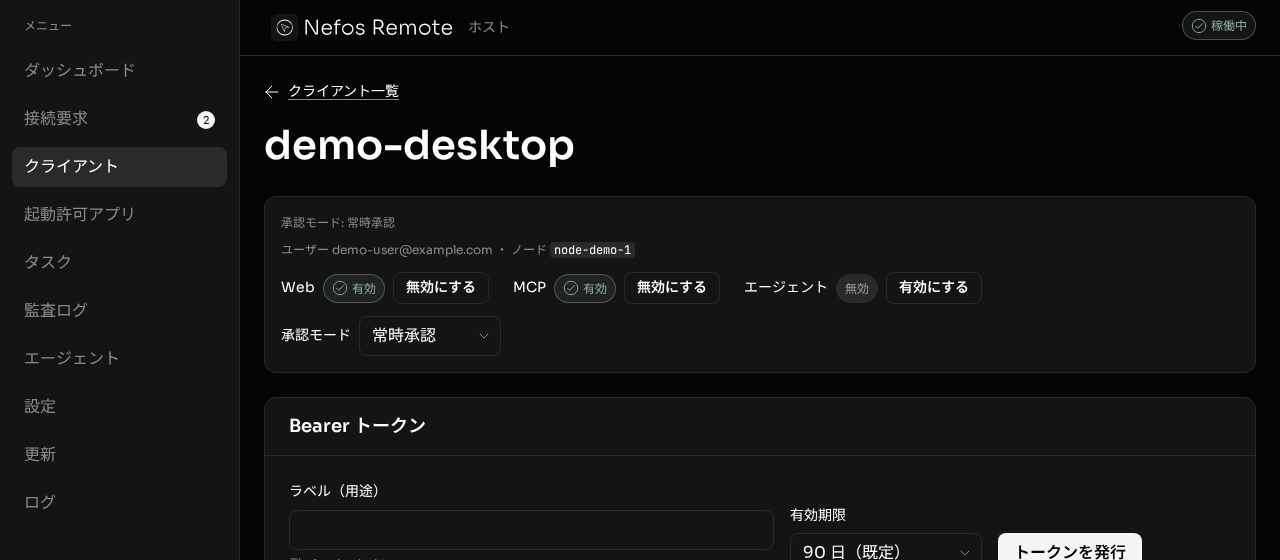 メニュー
ダッシュボード
接続要求 2
クライアント
起動許可アプリ
タスク
監査ログ
エージェント
設定
更新
ログ
Nefos Remote ホスト
稼働中
クライアント一覧
demo-desktop
承認モード: 常時承認
ユーザー demo-user@example.com ・ ノード node-demo-1
Web 有効 無効にする MCP 有効 無効にする エージェント 無効 有効にする
承認モード 常時承認
Bearer トークン
ラベル（用途）
有効期限
90 日（既定） トークンを発行